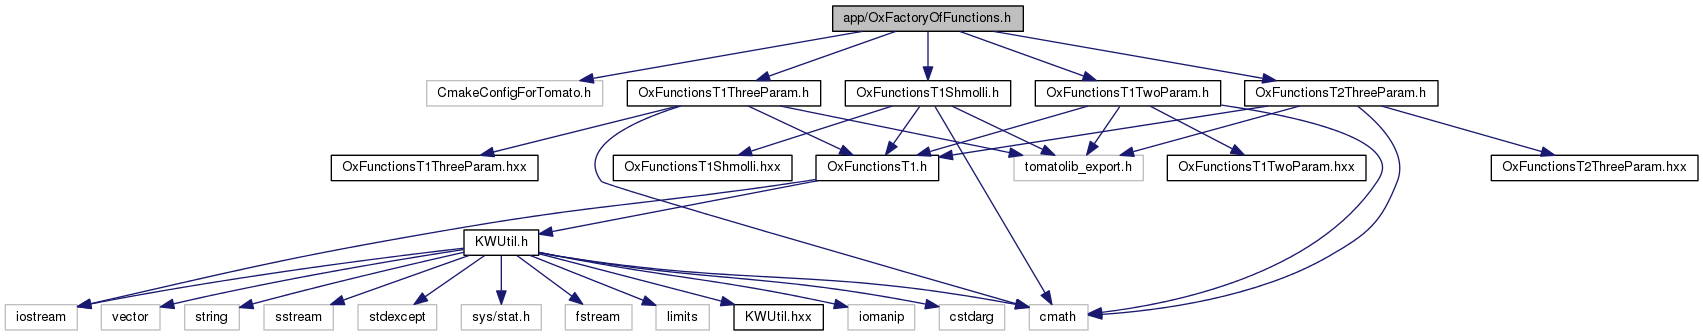 app/OxFactoryOfFunctions.h
CmakeConfigForTomato.h
OxFunctionsT1ThreeParam.h
OxFunctionsT1Shmolli.h
OxFunctionsT1TwoParam.h
OxFunctionsT2ThreeParam.h
OxFunctionsT1ThreeParam.hxx
OxFunctionsT1Shmolli.hxx
OxFunctionsT1.h
tomatolib_export.h
OxFunctionsT1TwoParam.hxx
OxFunctionsT2ThreeParam.hxx
KWUtil.h
iostream
vector
string
sstream
stdexcept
sys/stat.h
fstream
limits
KWUtil.hxx
iomanip
cstdarg
cmath